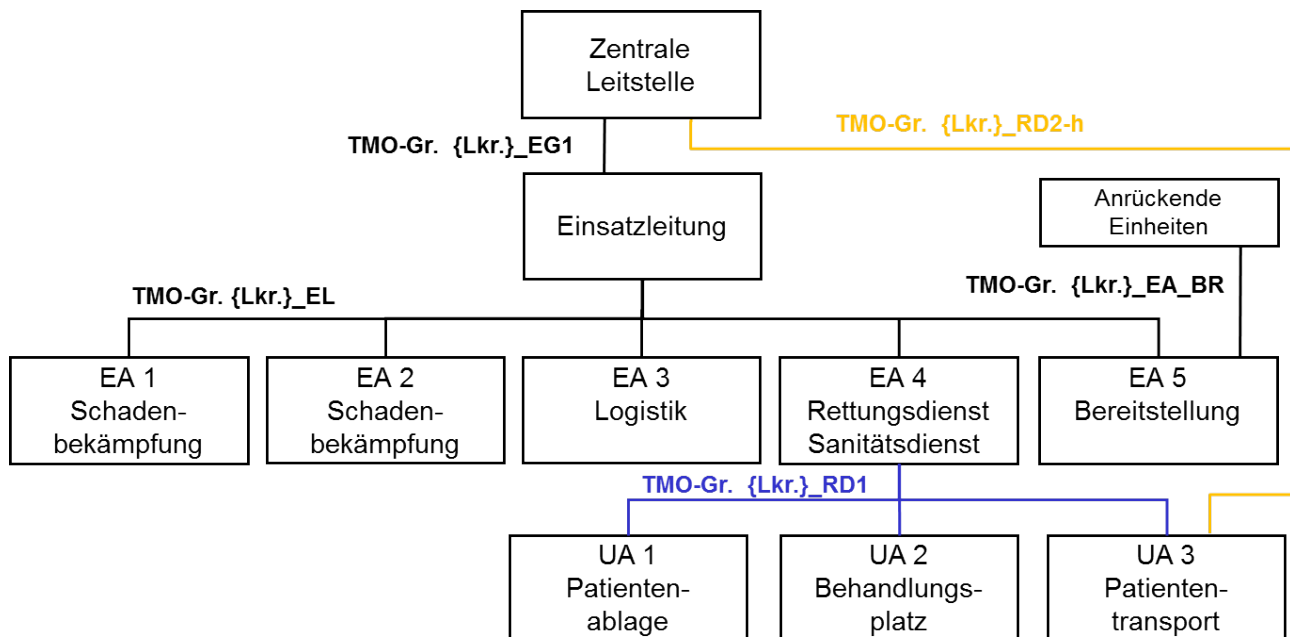 Zentrale
Leitstelle
TMO-Gr. {Lkr.}_EG1
TMO-Gr. {Lkr.}_RD2-h
Einsatzleitung
Anrückende
Einheiten
TMO-Gr. {Lkr.}_EL
TMO-Gr. {Lkr.}_EA_BR
EA 1
Schaden-
bekämpfung
EA 2
Schaden-
bekämpfung
EA 3
Logistik
EA 4
Rettungsdienst
Sanitätsdienst
EA 5
Bereitstellung
TMO-Gr. {Lkr.}_RD1
UA 1
Patienten-
ablage
UA 2
Behandlungs-
platz
UA 3
Patienten-
transport